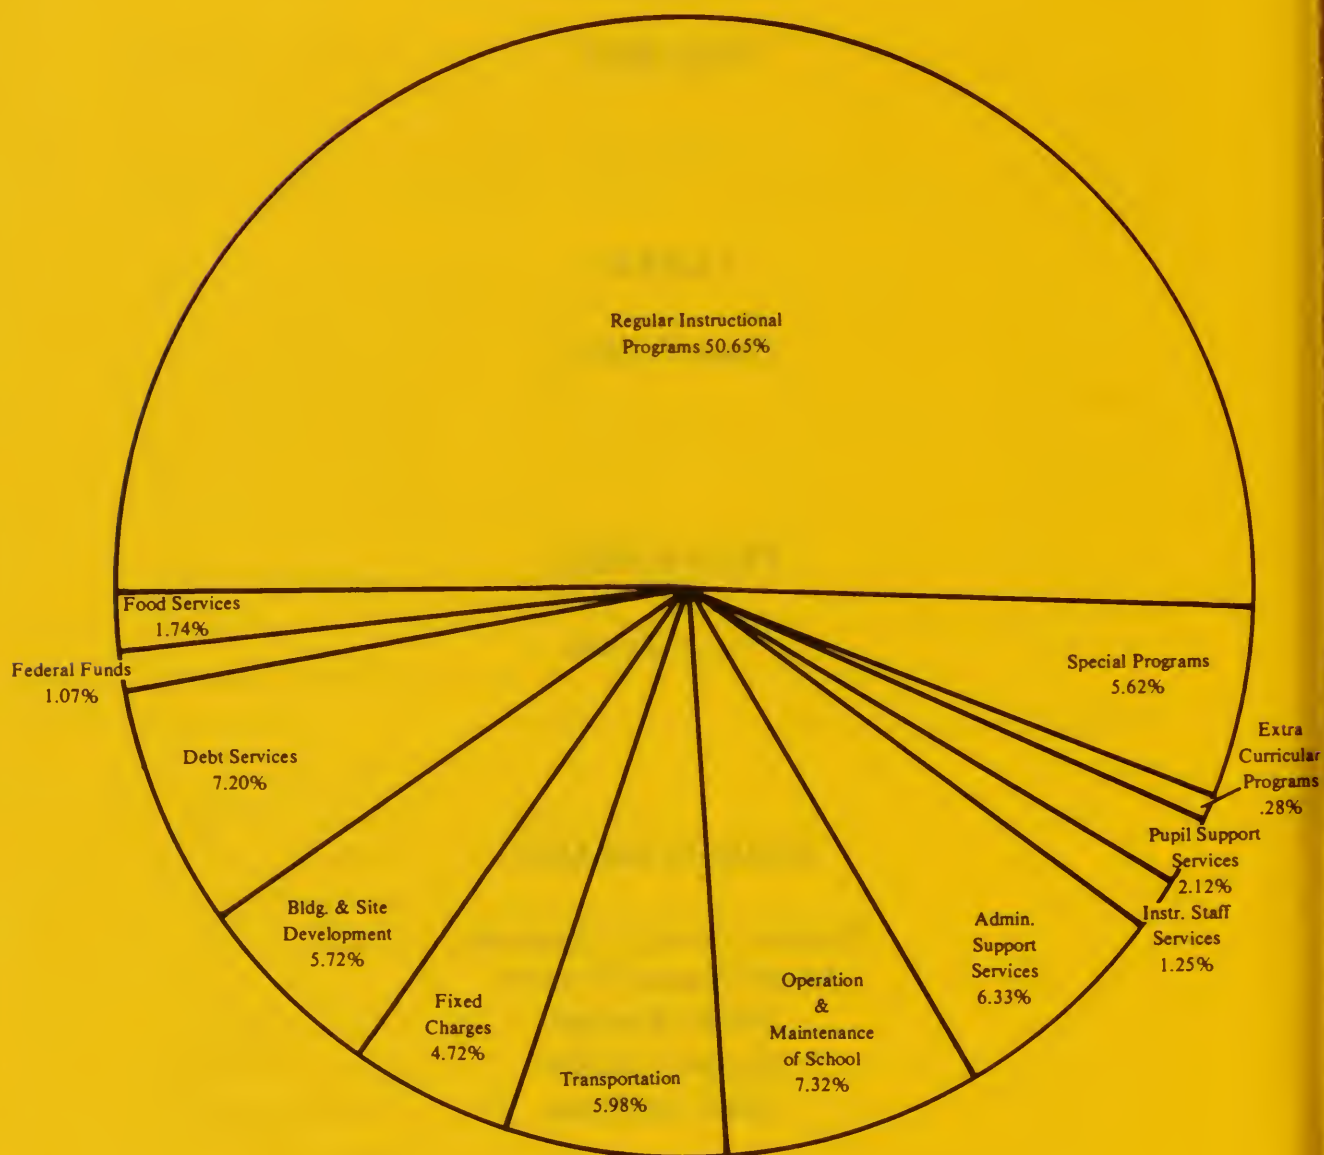 Regular Instructional
Programs 50.65%
Food Services
1.74%
Federal Funds
1.07%
Debt Services
7.20%
Bldg. & Site
Development
5.72%
Fixed
Charges
4.72%
Transportation
5.98%
Operation
&
Maintenance
of School
7.32%
Admin.
Support
Services
6.33%
Instr. Staff
Services
1.25%
Pupil Support
Services
2.12%
Extra
Curricular
Programs
.28%
Special Programs
5.62%